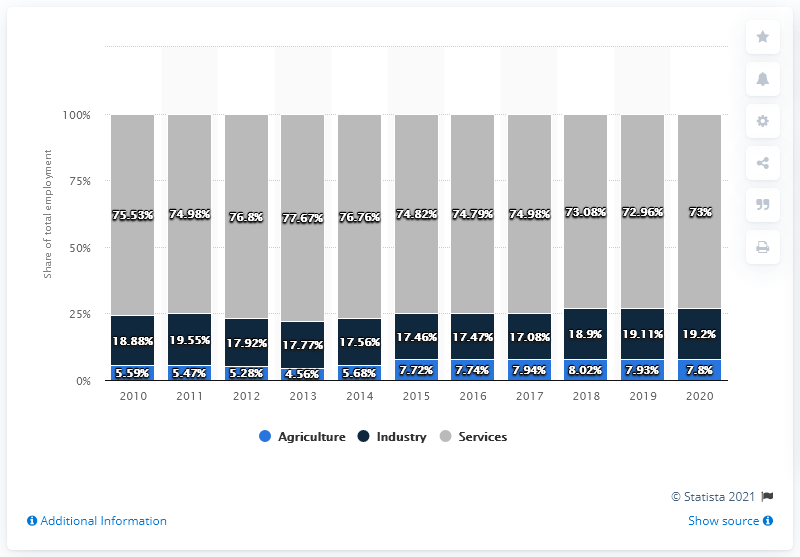 Share of total employment
100%
75%
50%
25%
0%
75.53% 74.98% 76.8% 77.67% 76.76% 74.82% 74.79% 74.98% 73.08% 72.96% 73%
18.88% 19.55% 17.92% 17.77% 17.56% 17.46% 17.47% 17.08% 18.9% 19.11% 19.2%
5.59% 5.47% 5.28% 4.56% 5.68% 7.72% 7.74% 7.94% 8.02% 7.93% 7.8%
2010 2011 2012 2013 2014 2015 2016 2017 2018 2019 2020
Agriculture Industry Services
© Statista 2021
Additional Information Show source